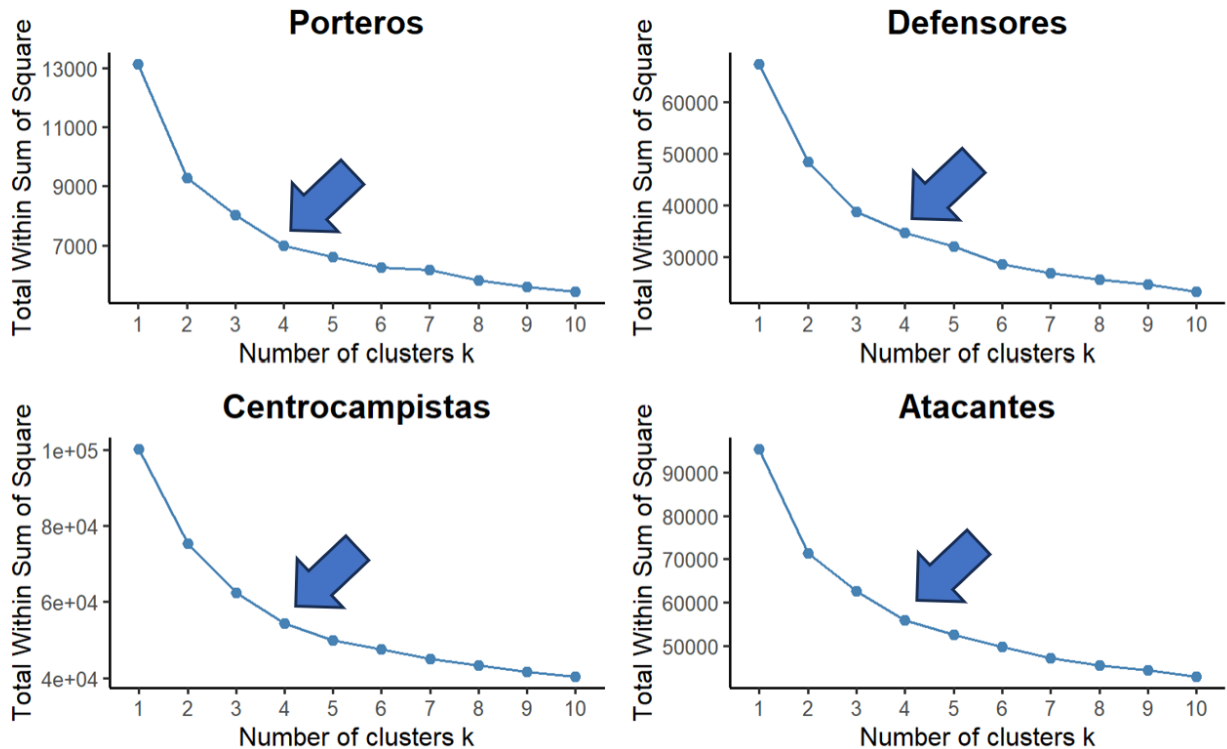 Porteros
Total Within Sum of Square
13000
11000
9000
7000
1 2 3 4 5 6 7 8 9 10
Number of clusters k
Defensores
Total Within Sum of Square
60000
50000
40000
30000
1 2 3 4 5 6 7 8 9 10
Number of clusters k
Centrocampistas
Total Within Sum of Square
1e+05
8e+04
6e+04
4e+04
1 2 3 4 5 6 7 8 9 10
Number of clusters k
Atacantes
Total Within Sum of Square
90000
80000
70000
60000
50000
1 2 3 4 5 6 7 8 9 10
Number of clusters k